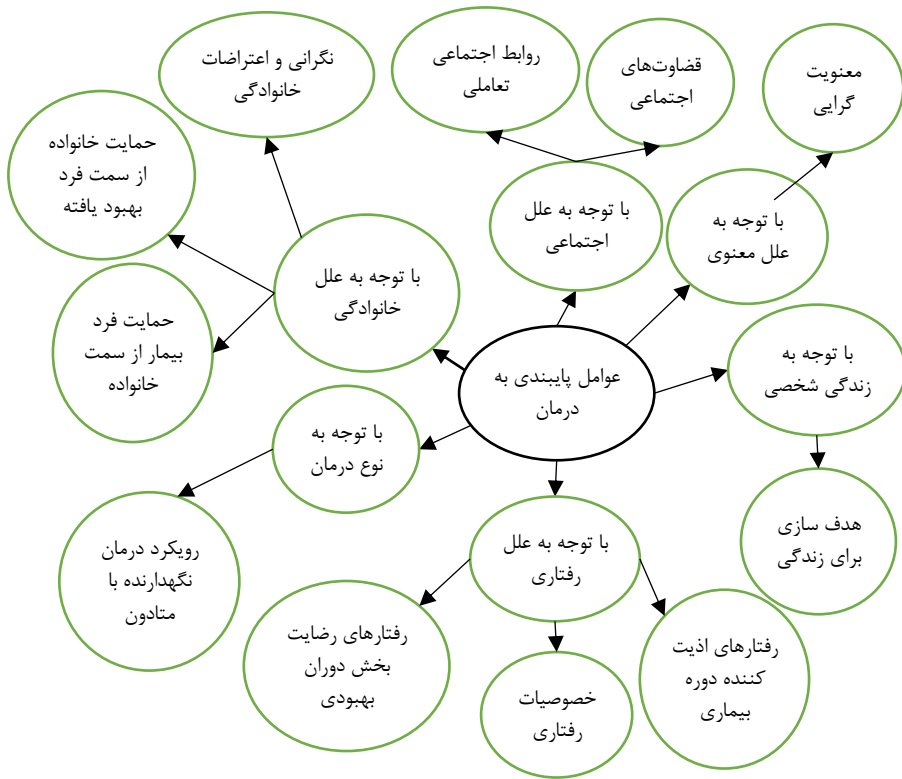 نگرانی و اعتراضات
خانوادگی
روابط اجتماعی
تعاملی
قضاوت‌های
اجتماعی
معنویت
گرایی
حمایت خانواده
از سمت فرد
بهبود یافته
با توجه به علل
اجتماعی
با توجه به
علل معنوی
با توجه به علل
خانوادگی
حمایت فرد
بیمار از سمت
خانواده
عوامل پایبندی به
درمان
با توجه به
زندگی شخصی
با توجه به
نوع درمان
هدف سازی
برای زندگی
رویکرد درمان
نگهدارنده با
متادون
با توجه به علل
رفتاری
رفتارهای رضایت
بخش دوران
بهبودی
خصوصیات
رفتاری
رفتارهای اذیت
کننده دوره
بیماری